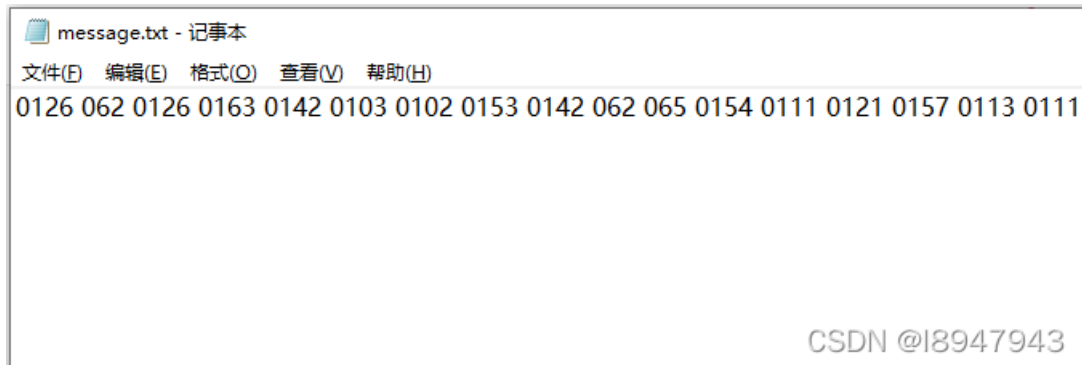 message.txt - 记事本
文件(F) 编辑(E) 格式(O) 查看(V) 帮助(H)
0126 062 0126 0163 0142 0103 0102 0153 0142 062 065 0154 0111 0121 0157 0113 0111
CSDN @I8947943